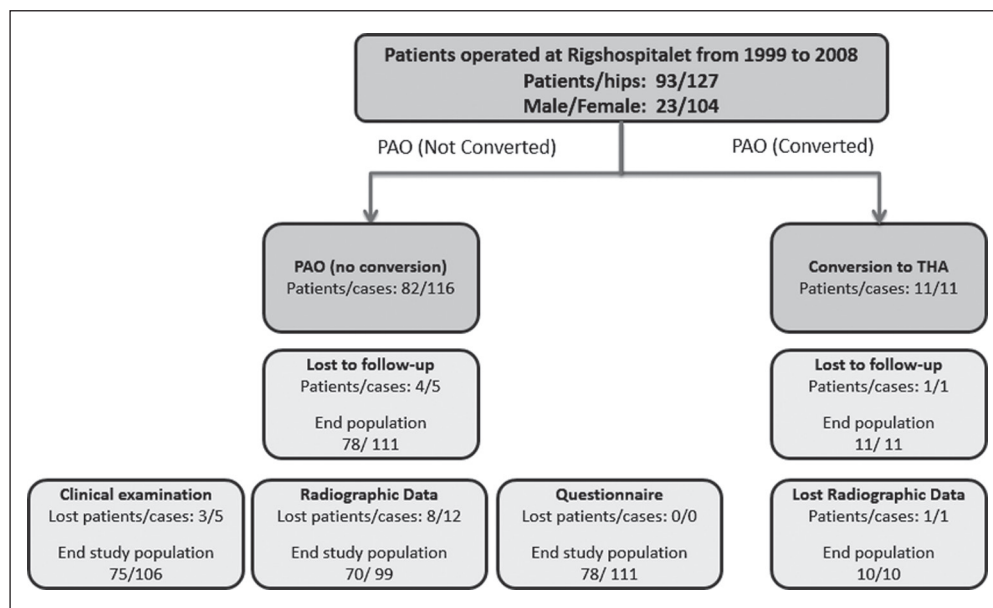 Patients operated at Rigshospitalet from 1999 to 2008
Patients/hips: 93/127
Male/Female: 23/104
PAO (Not Converted)
PAO (Converted)
PAO (no conversion)
Patients/cases: 82/116
Conversion to THA
Patients/cases: 11/11
Lost to follow-up
Patients/cases: 4/5
End population
78/ 111
Lost to follow-up
Patients/cases: 1/1
End population
11/ 11
Clinical examination
Lost patients/cases: 3/5
End study population
75/106
Radiographic Data
Lost patients/cases: 8/12
End study population
70/ 99
Questionnaire
Lost patients/cases: 0/0
End study population
78/ 111
Lost Radiographic Data
Patients/cases: 1/1
End population
10/10